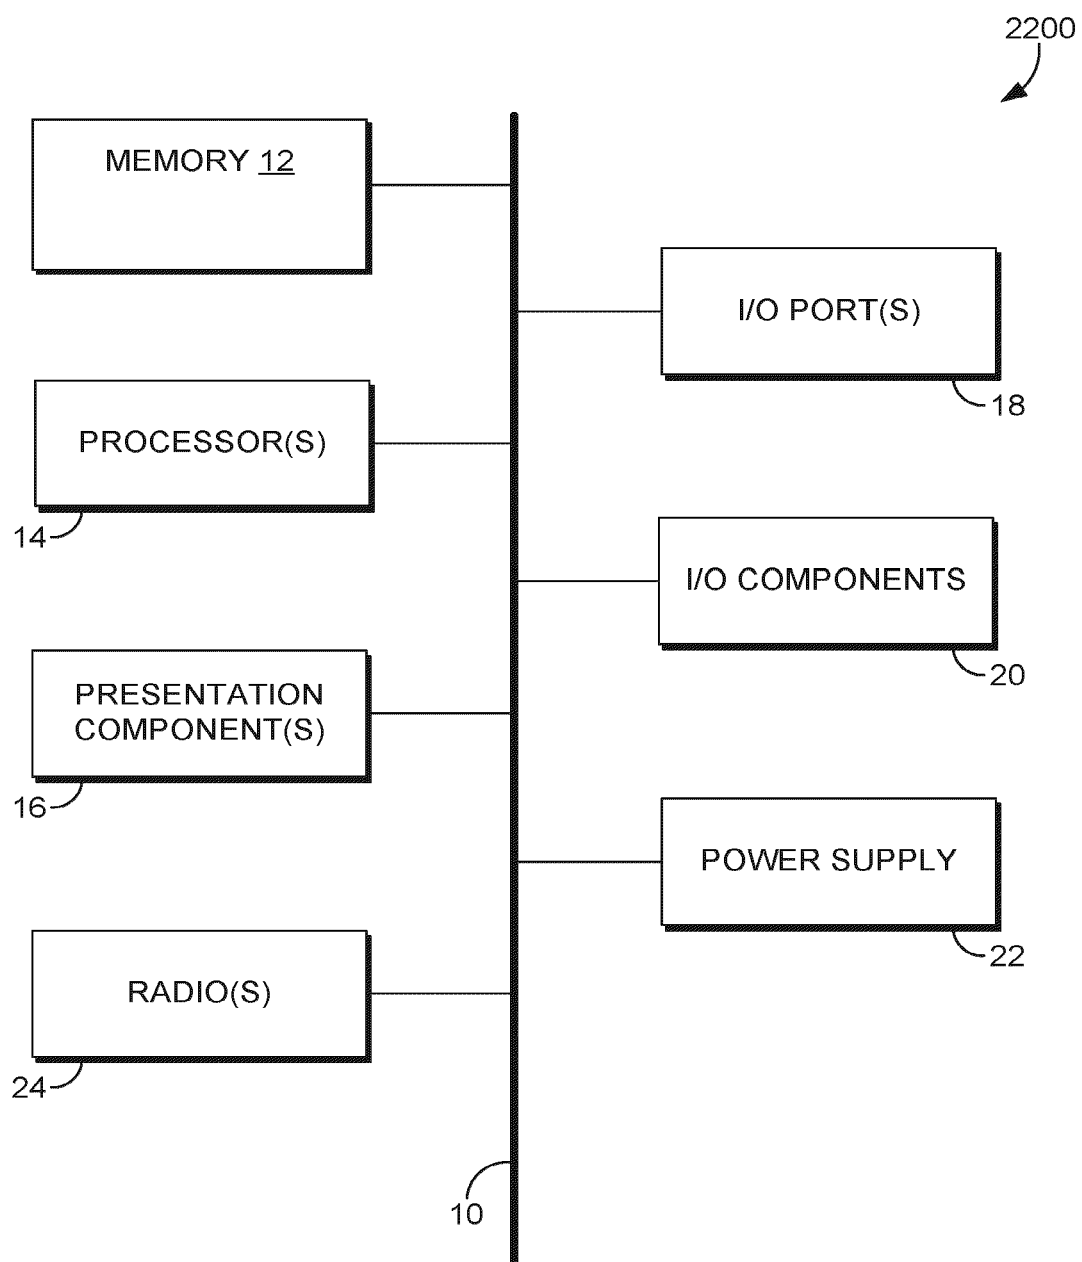 2200
MEMORY 12
I/O PORT(S)
18
PROCESSOR(S)
14
I/O COMPONENTS
20
PRESENTATION
COMPONENT(S)
16
POWER SUPPLY
22
RADIO(S)
24
10